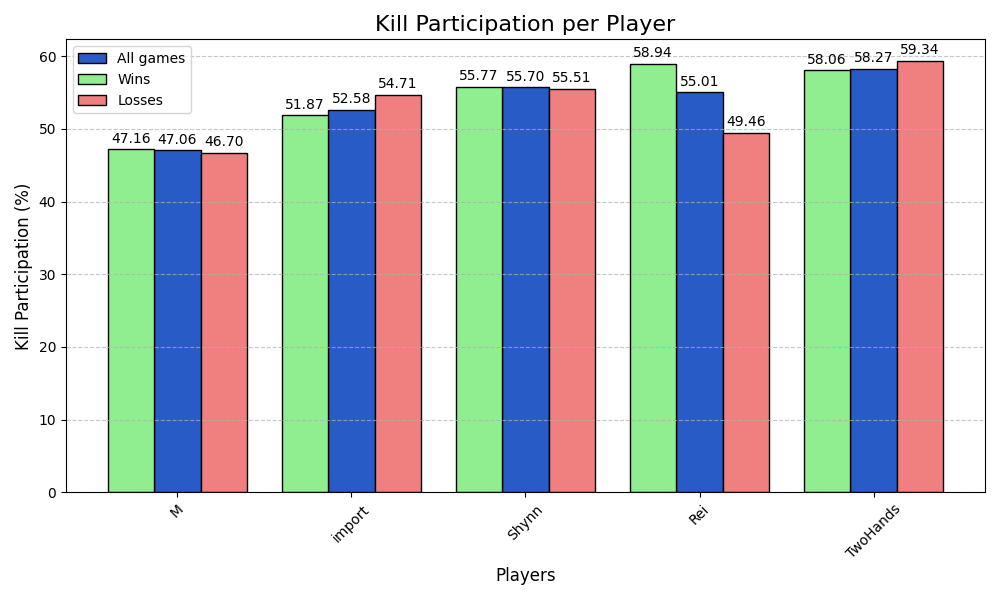 Kill Participation per Player
All games
Wins
Losses
Kill Participation (%)
60
50
40
30
20
10
0
47.16 47.06 46.70
51.87 52.58 54.71
55.77 55.70 55.51
58.94 55.01 49.46
58.06 58.27 59.34
M
import
Shynn
Rei
TwoHands
Players